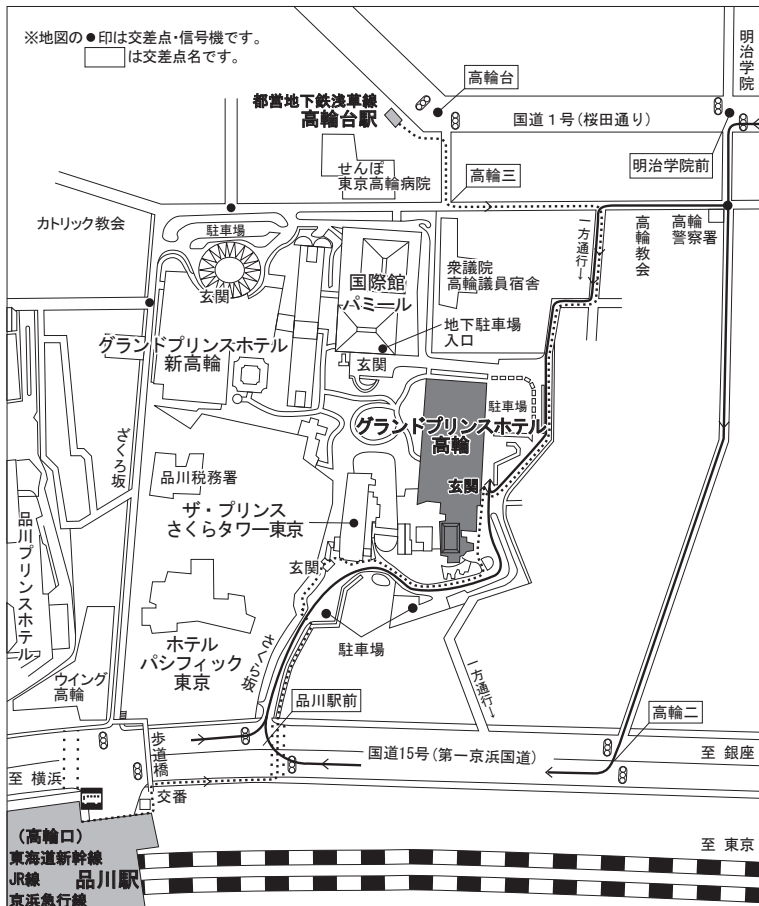 ※地図の●印は交差点・信号機です。
は交差点名です。
高輪台
明治学院
都営地下鉄浅草線
高輪台駅
国道1号(桜田通り)
明治学院前
せんぽ
東京高輪病院
高輪三
カトリック教会
駐車場
玄関
国際館
パミール
衆議院
高輪議員宿舎
一方通行→
高輪教会
高輪
警察署
地下駐車場
入口
玄関
グランドプリンスホテル
新高輪
駐車場
グランドプリンスホテル
高輪
玄関
ざくろ坂
品川税務署
ザ・プリンス
さくらタワー東京
玄関
品川プリンスホテル
ホテル
パシフィック
東京
さくら坂
駐車場
一方通行→
ウイング
高輪
品川駅前
高輪二
歩道橋
国道15号(第一京浜国道)
至 銀座
至 横浜
交番
至 東京
(高輪口)
東海道新幹線
JR線
品川駅
京浜急行線